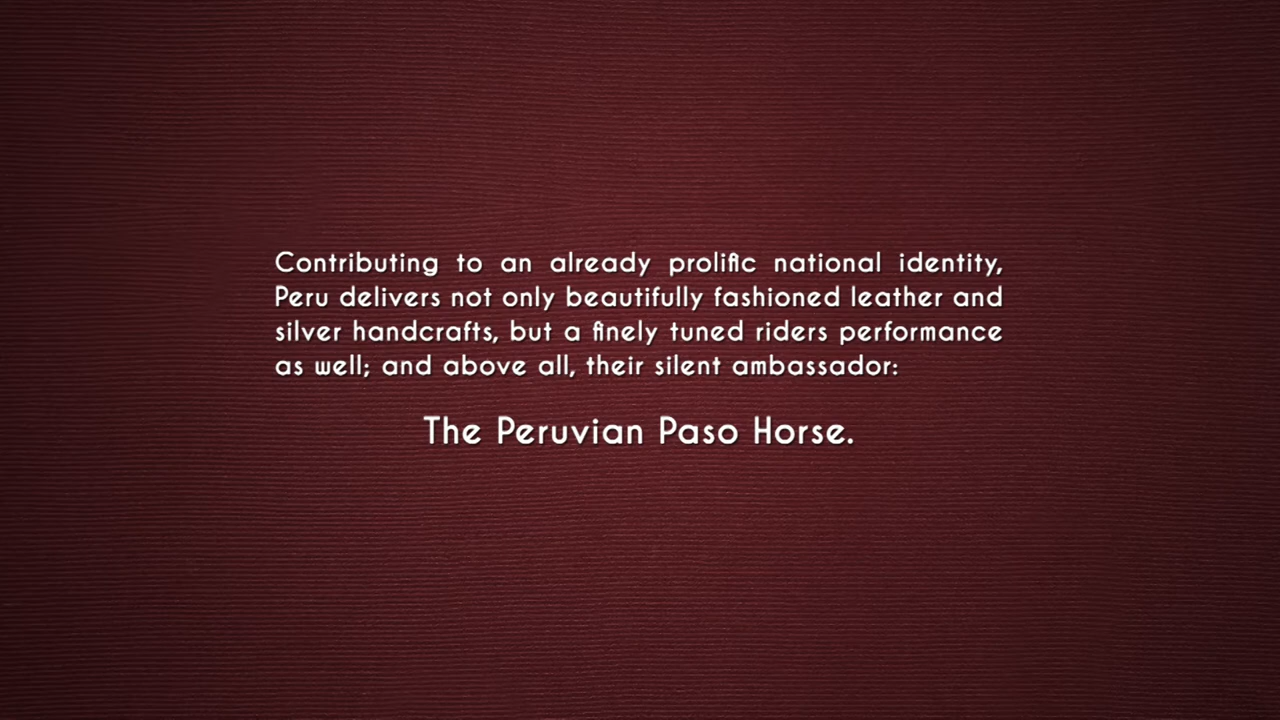 Contributing to an already prolific national identity,
Peru delivers not only beautifully fashioned leather and
silver handcrafts, but a finely tuned riders performance
as well; and above all, their silent ambassador:
The Peruvian Paso Horse.